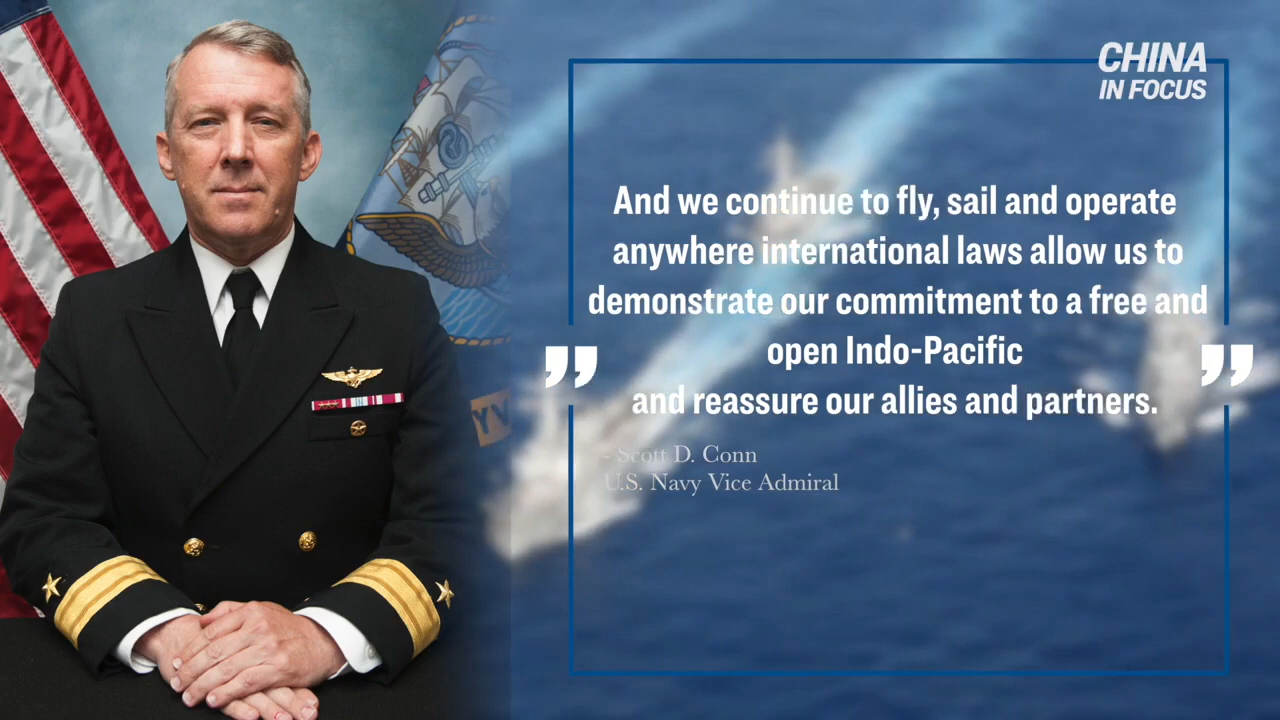 CHINA
IN FOCUS
And we continue to fly, sail and operate
anywhere international laws allow us to
demonstrate our commitment to a free and
open Indo-Pacific
and reassure our allies and partners.
”
”
- Scott D. Conn
U.S. Navy Vice Admiral
YV